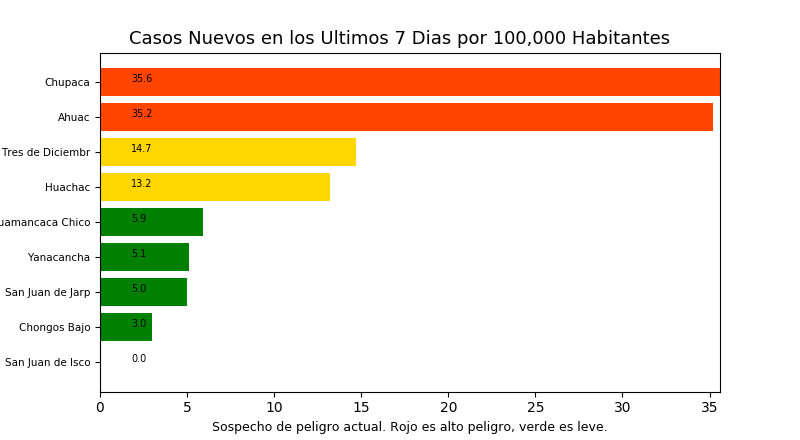 Casos Nuevos en los Ultimos 7 Dias por 100,000 Habitantes
Chupaca 35.6
Ahuac 35.2
Tres de Diciembr 14.7
Huachac 13.2
uamancaca Chico 5.9
Yanacancha 5.1
San Juan de Jarp 5.0
Chongos Bajo 3.0
San Juan de Isco 0.0
0 5 10 15 20 25 30 35
Sospecho de peligro actual. Rojo es alto peligro, verde es leve.